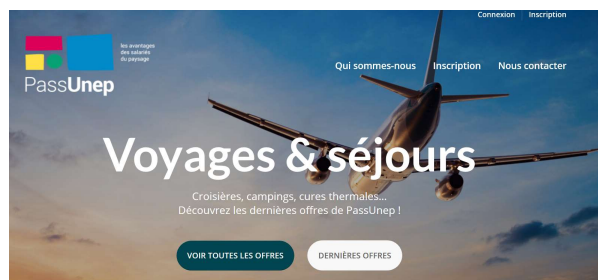 Connexion Inscription
les avantages
des salariés
du paysage
PassUnep
Qui sommes-nous Inscription Nous contacter
Voyages & séjours
Croisières, campings, cures thermales...
Découvrez les dernières offres de PassUnep !
VOIR TOUTES LES OFFRES DERNIÈRES OFFRES